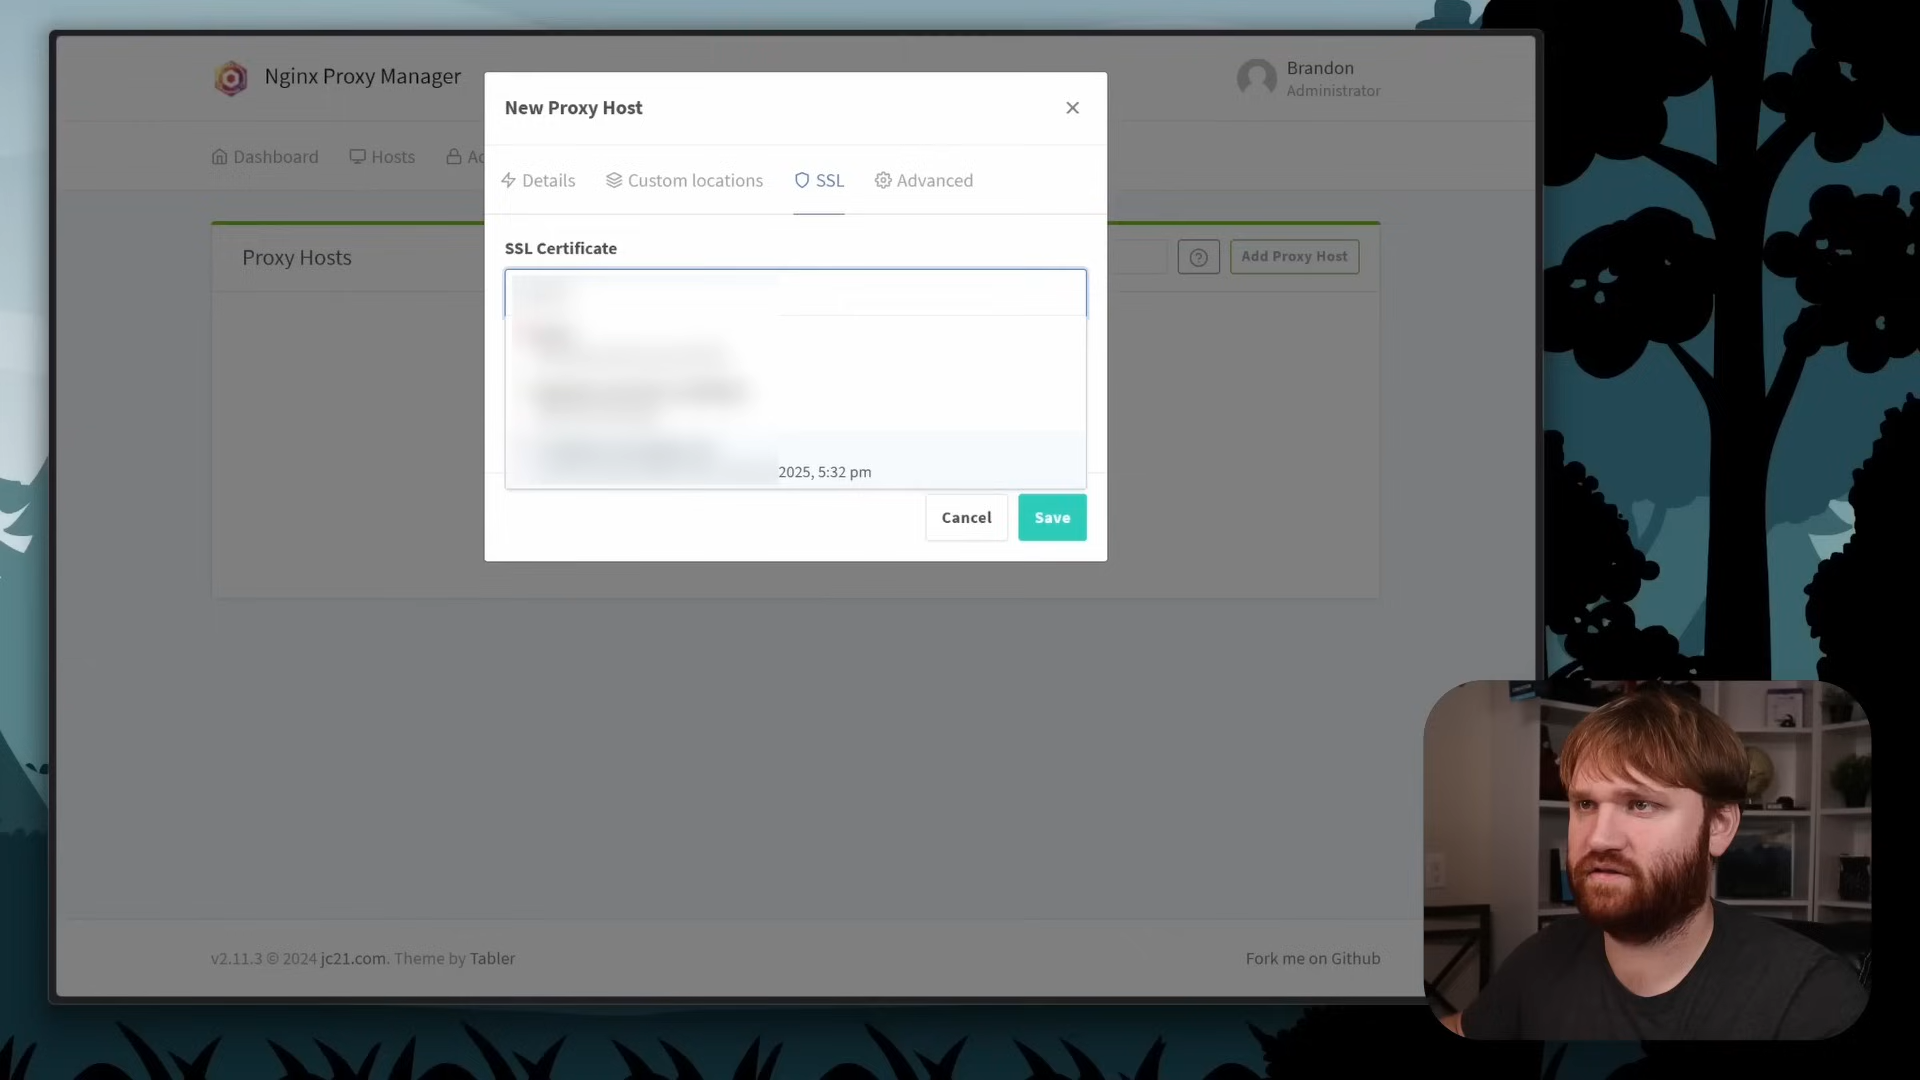 Nginx Proxy Manager
Brandon
Administrator
Dashboard
Hosts
New Proxy Host
Details
Custom locations
SSL
Advanced
SSL Certificate
Proxy Hosts
Add Proxy Host
2025, 5:32 pm
Cancel
Save
v2.11.3 © 2024 jc21.com. Theme by Tabler
Fork me on Github